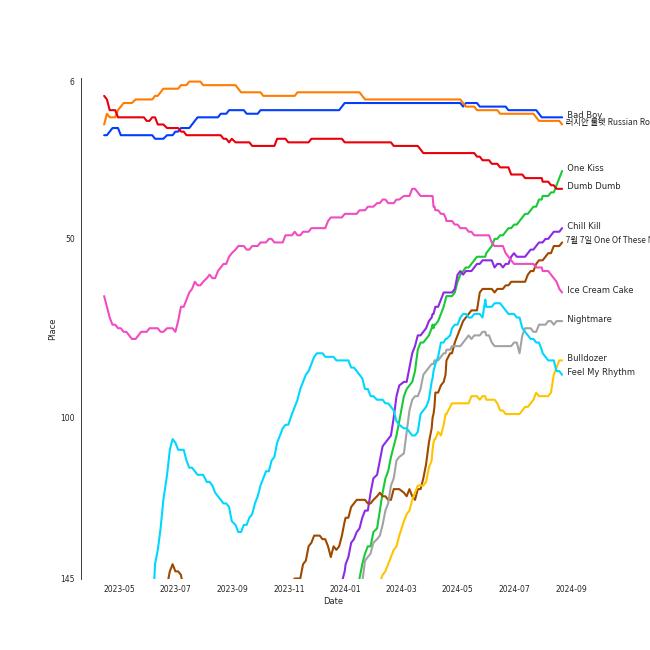 6
50
100
145
Place
Bad Boy
러시안 룰렛 Russian Ro
One Kiss
Dumb Dumb
Chill Kill
7월 7일 One Of These N
Ice Cream Cake
Nightmare
Bulldozer
Feel My Rhythm
2023-05 2023-07 2023-09 2023-11 2024-01 2024-03 2024-05 2024-07 2024-09
Date